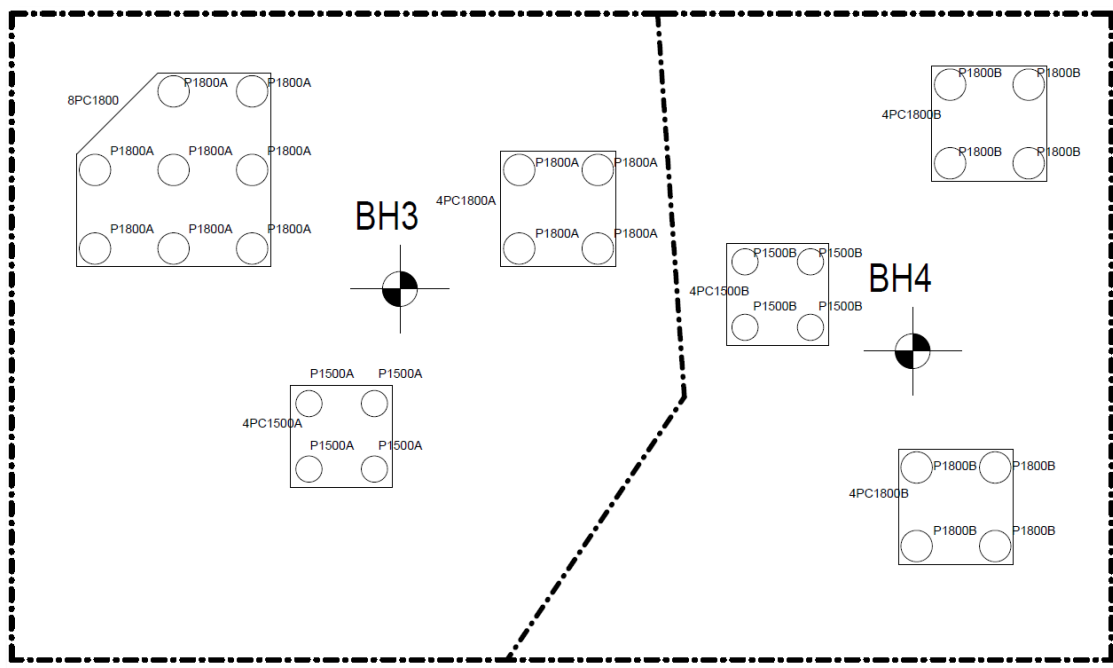 P1800A P1800A
8PC1800
P1800A P1800A P1800A
P1800A P1800A P1800A
BH3
P1800A P1800A
4PC1800A
P1800A P1800A
P1500A P1500A
4PC1500A
P1500A P1500A
P1800B P1800B
4PC1800B
P1800B P1800B
P1500B P1500B
4PC1500B
P1500B P1500B
BH4
P1800B P1800B
4PC1800B
P1800B P1800B